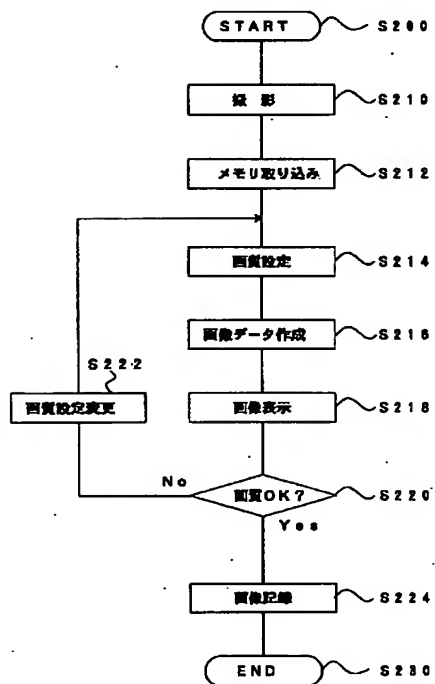 START
S200
撮 影
S210
メモリ取り込み
S212
画質設定
S214
画像データ作成
S216
S222
画質設定変更
画像表示
S218
No
画質OK?
S220
Yes
画像記録
S224
END
S230